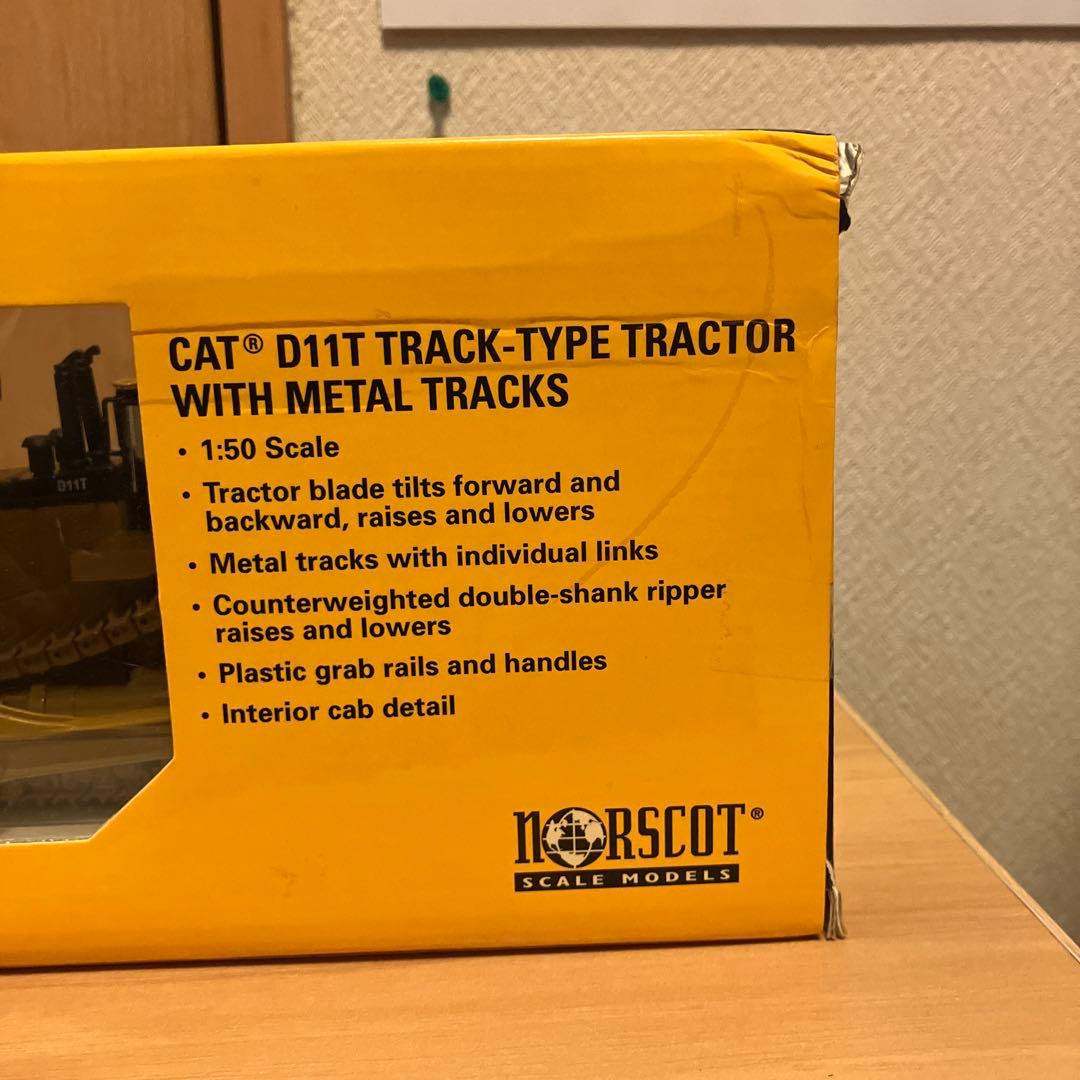 CAT® D11T TRACK-TYPE TRACTOR
WITH METAL TRACKS
• 1:50 Scale
• Tractor blade tilts forward and
backward, raises and lowers
• Metal tracks with individual links
• Counterweighted double-shank ripper
raises and lowers
• Plastic grab rails and handles
• Interior cab detail
D11T
NORSCOT®
SCALE MODELS